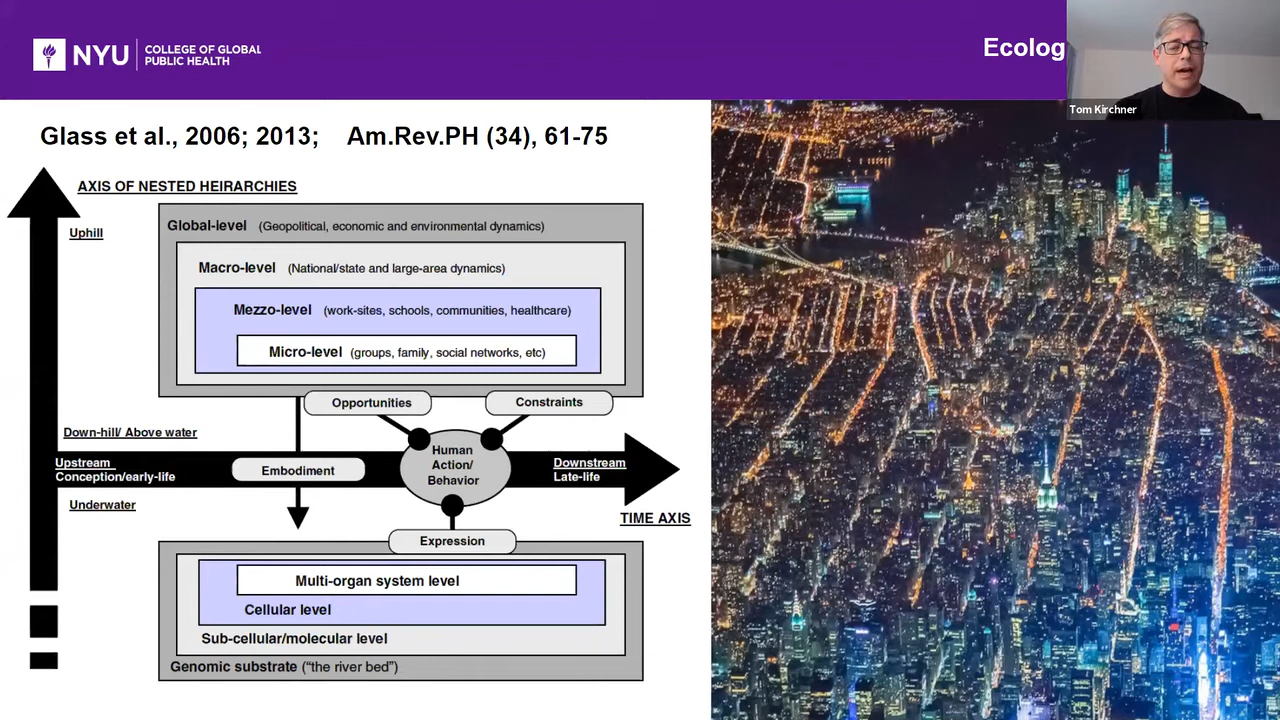 NYU
COLLEGE OF GLOBAL
PUBLIC HEALTH
Ecolog
Tom Kirchner
Glass et al., 2006; 2013; Am.Rev.PH (34), 61-75
AXIS OF NESTED HEIRARCHIES
Uphill
Global-level (Geopolitical, economic and environmental dynamics)
Macro-level (National/state and large-area dynamics)
Mezzo-level (work-sites, schools, communities, healthcare)
Micro-level (groups, family, social networks, etc)
Opportunities
Constraints
Down-hill/ Above water
Upstream
Conception/early-life
Embodiment
Human
Action/
Behavior
Downstream
Late-life
Underwater
TIME AXIS
Expression
Multi-organ system level
Cellular level
Sub-cellular/molecular level
Genomic substrate ("the river bed")